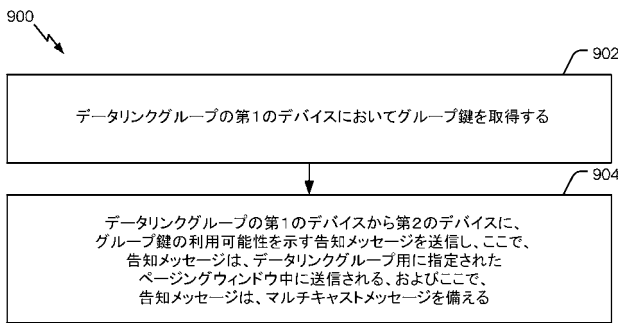 900
902
データリンクグループの第1のデバイスにおいてグループ鍵を取得する
904
データリンクグループの第1のデバイスから第2のデバイスに、
グループ鍵の利用可能性を示す告知メッセージを送信し、ここで、
告知メッセージは、データリンクグループ用に指定された
ページングウィンドウ中に送信される、およびここで、
告知メッセージは、マルチキャストメッセージを備える